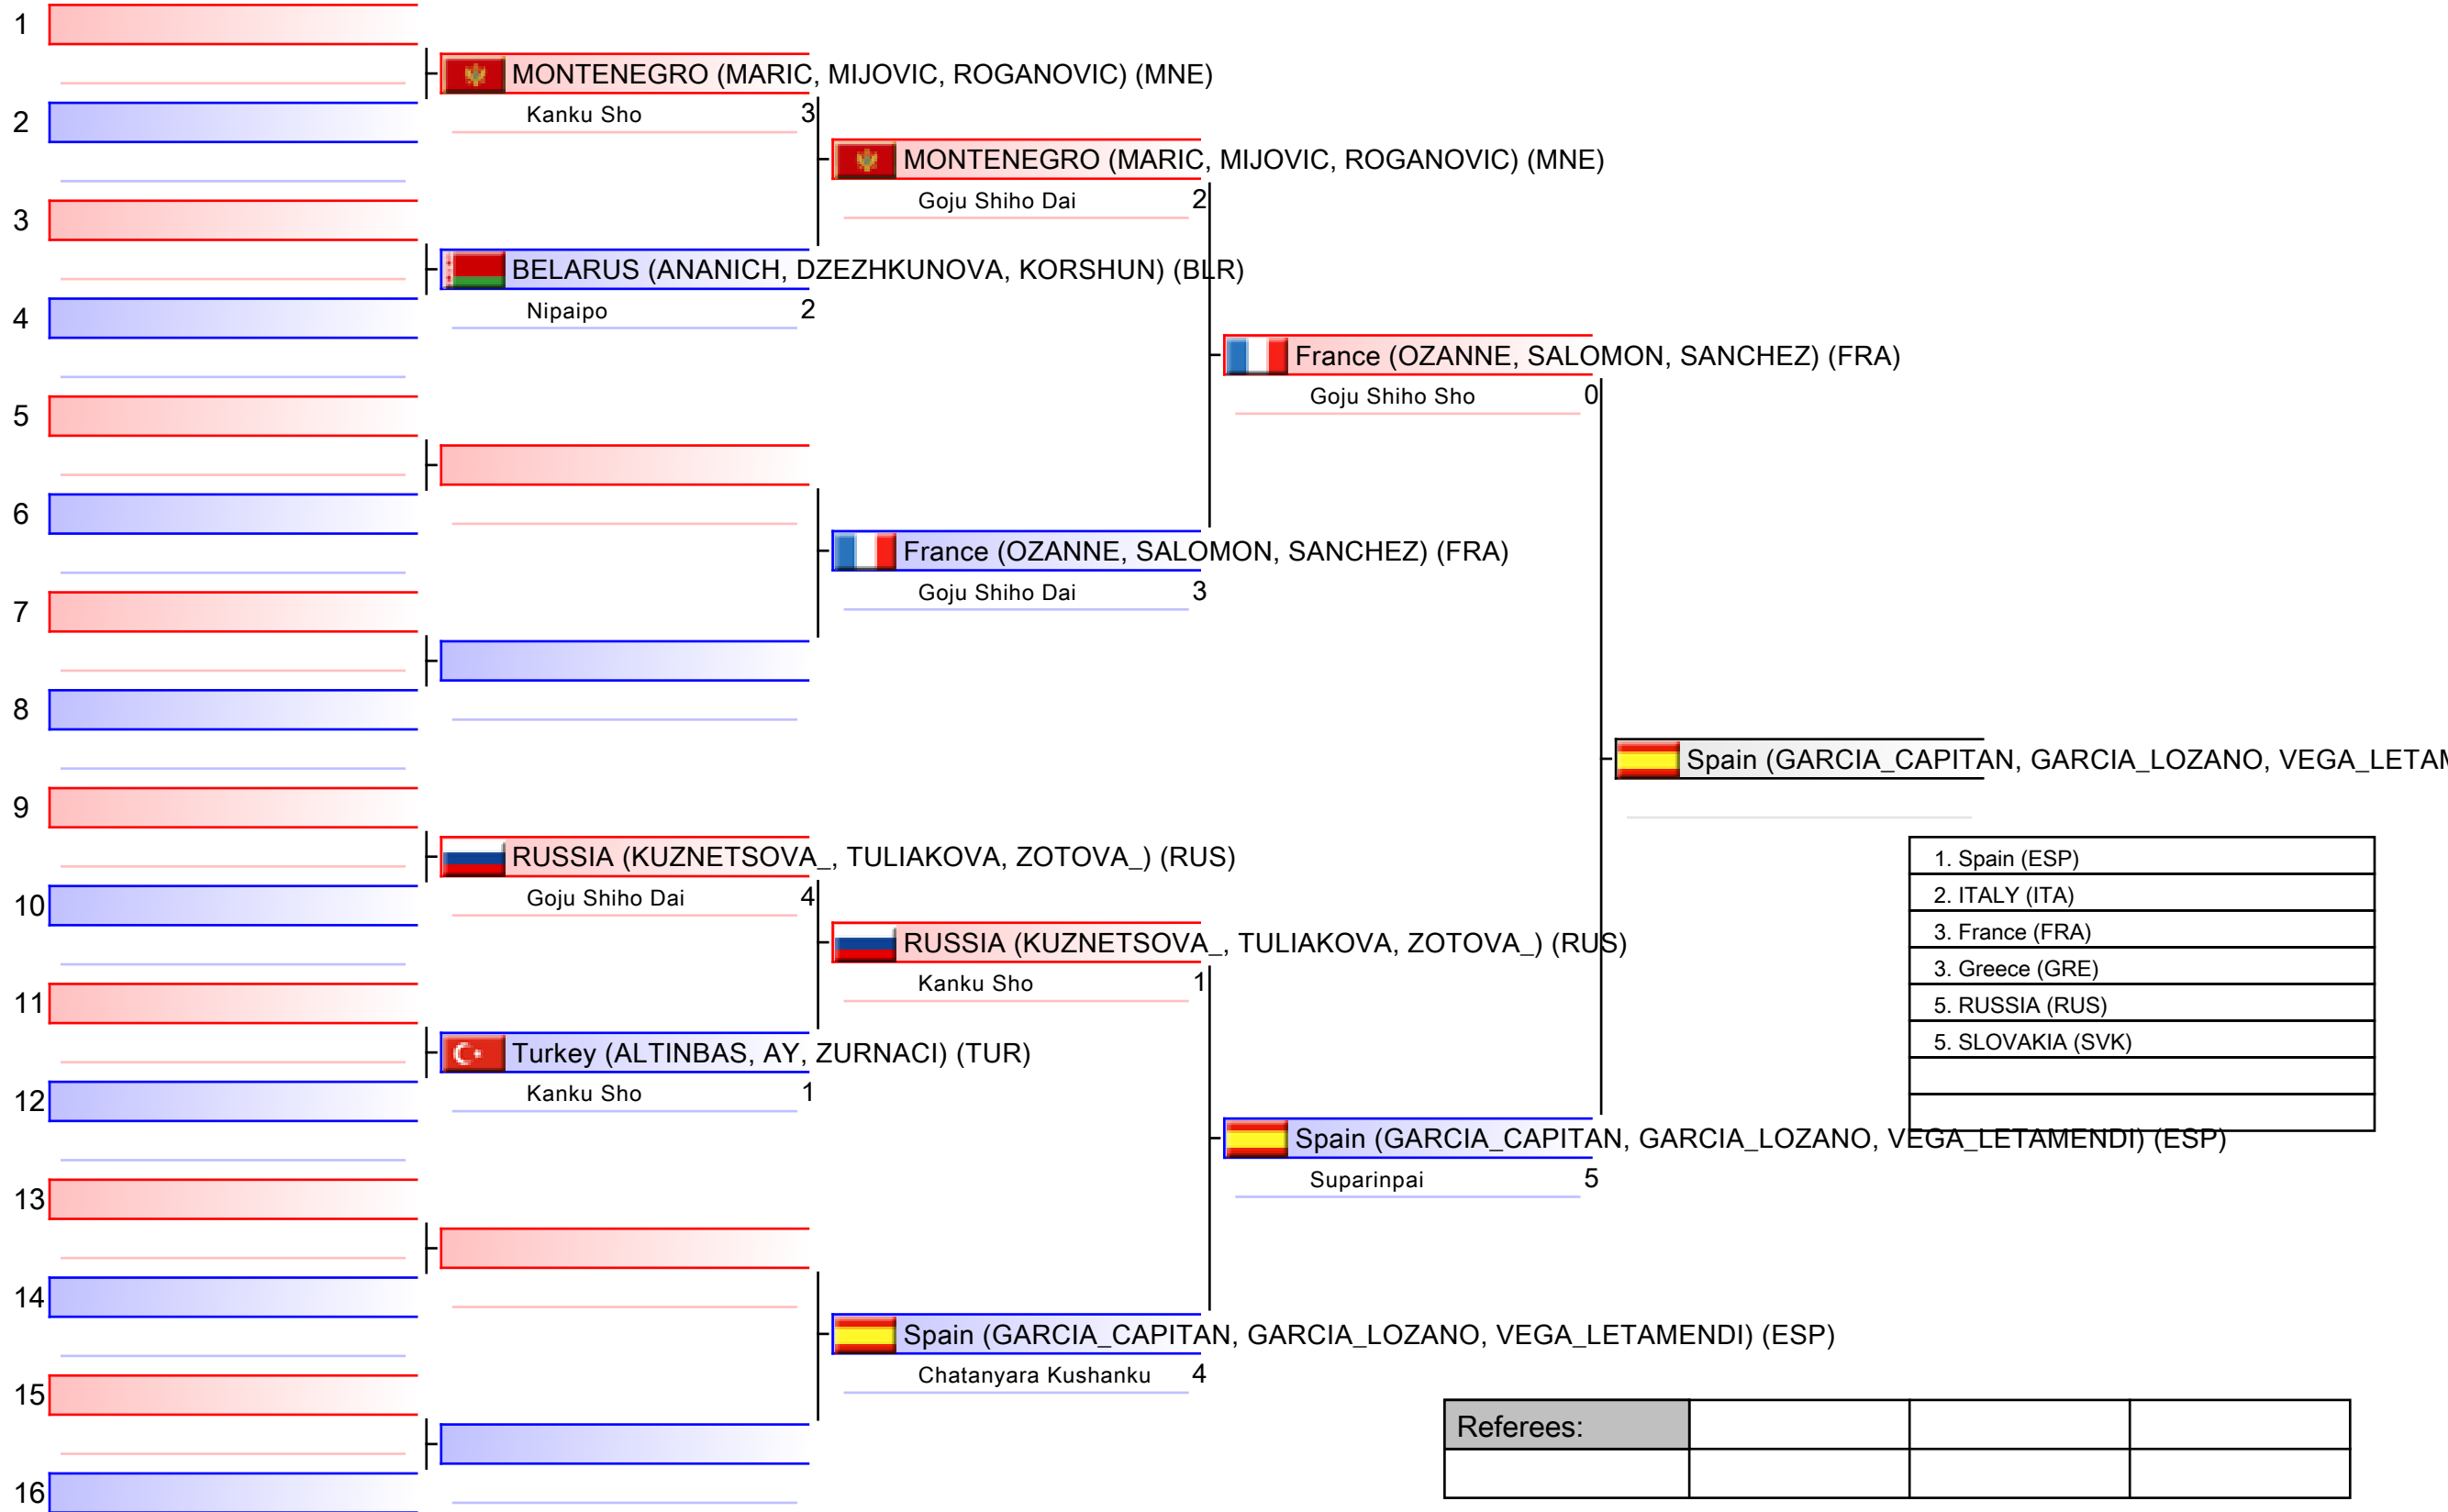 1
MONTENEGRO (MARIC, MIJOVIC, ROGANOVIC) (MNE)
Kanku Sho 3
2
MONTENEGRO (MARIC, MIJOVIC, ROGANOVIC) (MNE)
Goju Shiho Dai 2
3
BELARUS (ANANICH, DZEZHKUNOVA, KORSHUN) (BLR)
Nipaipo 2
4
France (OZANNE, SALOMON, SANCHEZ) (FRA)
Goju Shiho Sho 0
5
6
France (OZANNE, SALOMON, SANCHEZ) (FRA)
Goju Shiho Dai 3
7
8
Spain (GARCIA_CAPITAN, GARCIA_LOZANO, VEGA_LETAM
9
RUSSIA (KUZNETSOVA_, TULIAKOVA, ZOTOVA_) (RUS)
Goju Shiho Dai 4
10
RUSSIA (KUZNETSOVA_, TULIAKOVA, ZOTOVA_) (RUS)
Kanku Sho 1
11
Turkey (ALTINBAS, AY, ZURNACI) (TUR)
Kanku Sho 1
12
1. Spain (ESP)
2. ITALY (ITA)
3. France (FRA)
3. Greece (GRE)
5. RUSSIA (RUS)
5. SLOVAKIA (SVK)
Spain (GARCIA_CAPITAN, GARCIA_LOZANO, VEGA_LETAMENDI) (ESP)
Suparinpai 5
13
14
Spain (GARCIA_CAPITAN, GARCIA_LOZANO, VEGA_LETAMENDI) (ESP)
Chatanyara Kushanku 4
15
Referees:
16